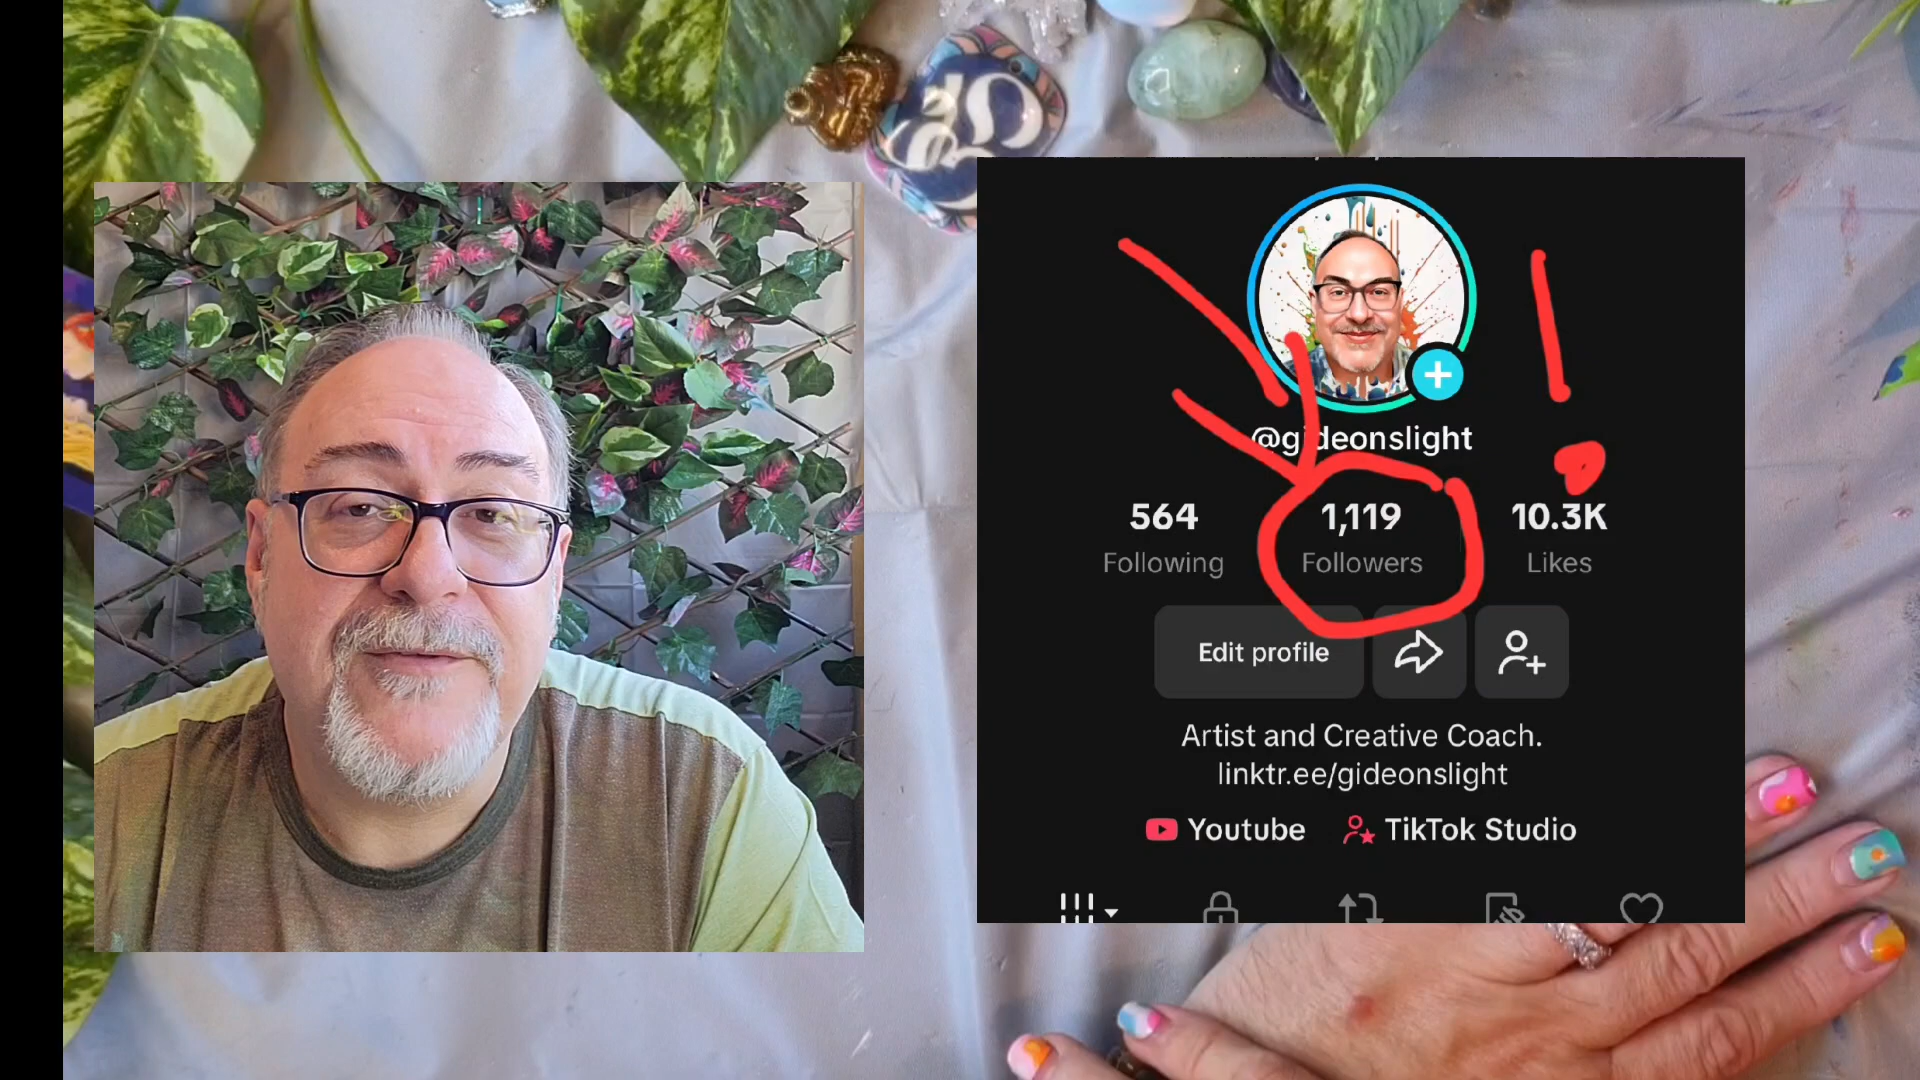 @gideonslight
564
1,119
10.3K
Following
Followers
Likes
Edit profile
Artist and Creative Coach.
linktr.ee/gideonslight
Youtube
TikTok Studio